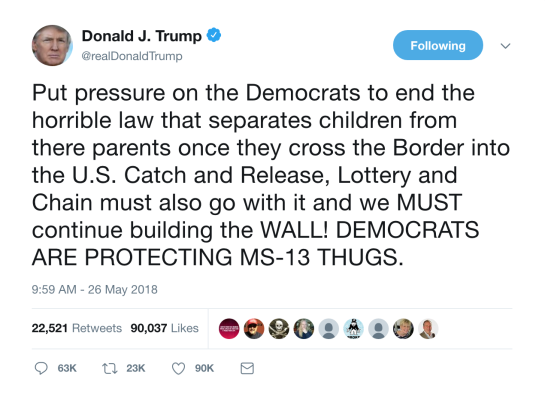 Donald J. Trump
@realDonaldTrump
Following
Put pressure on the Democrats to end the
horrible law that separates children from
there parents once they cross the Border into
the U.S. Catch and Release, Lottery and
Chain must also go with it and we MUST
continue building the WALL! DEMOCRATS
ARE PROTECTING MS-13 THUGS.
9:59 AM - 26 May 2018
22,521 Retweets 90,037 Likes
63K 23K 90K